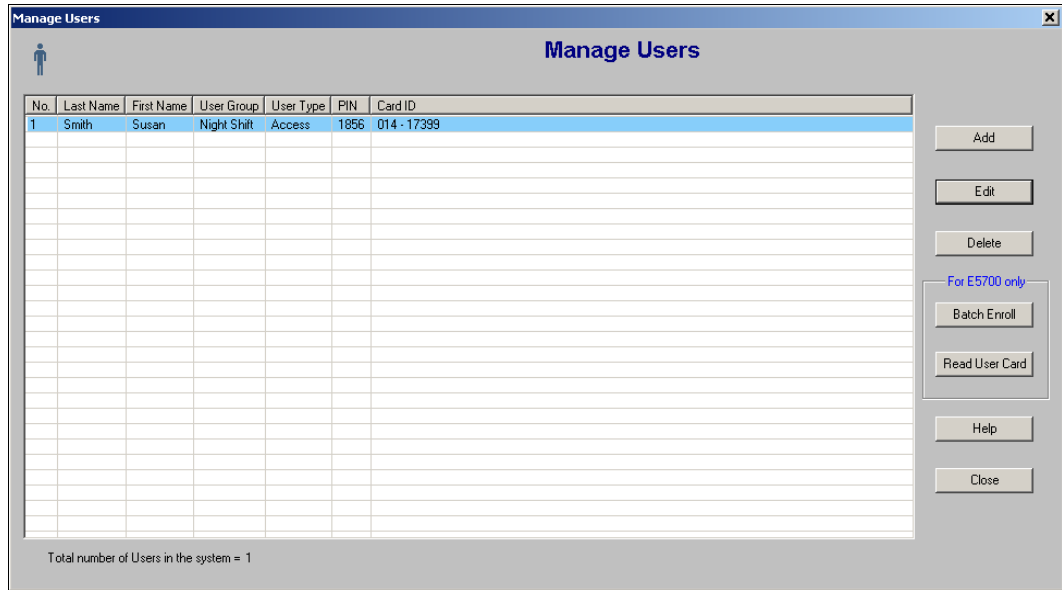 Manage Users
Manage Users
No. Last Name First Name User Group User Type PIN Card ID
1 Smith Susan Night Shift Access 1856 014 - 17399
Add
Edit
Delete
For E5700 only
Batch Enroll
Read User Card
Help
Close
Total number of Users in the system = 1